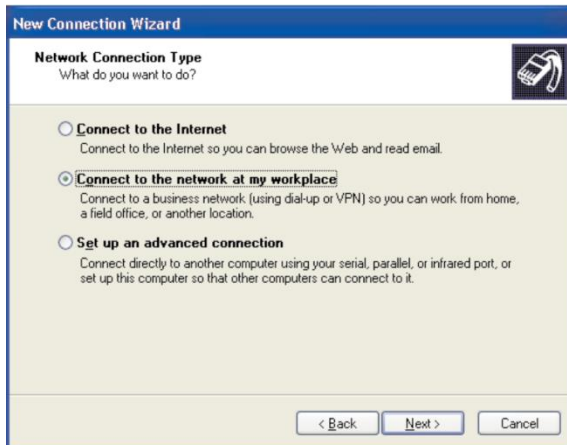 New Connection Wizard
Network Connection Type
What do you want to do?
Connect to the Internet
Connect to the Internet so you can browse the Web and read email.
Connect to the network at my workplace
Connect to a business network (using dial-up or VPN) so you can work from home,
a field office, or another location.
Set up an advanced connection
Connect directly to another computer using your serial, parallel, or infrared port, or
set up this computer so that other computers can connect to it.
< Back Next > Cancel